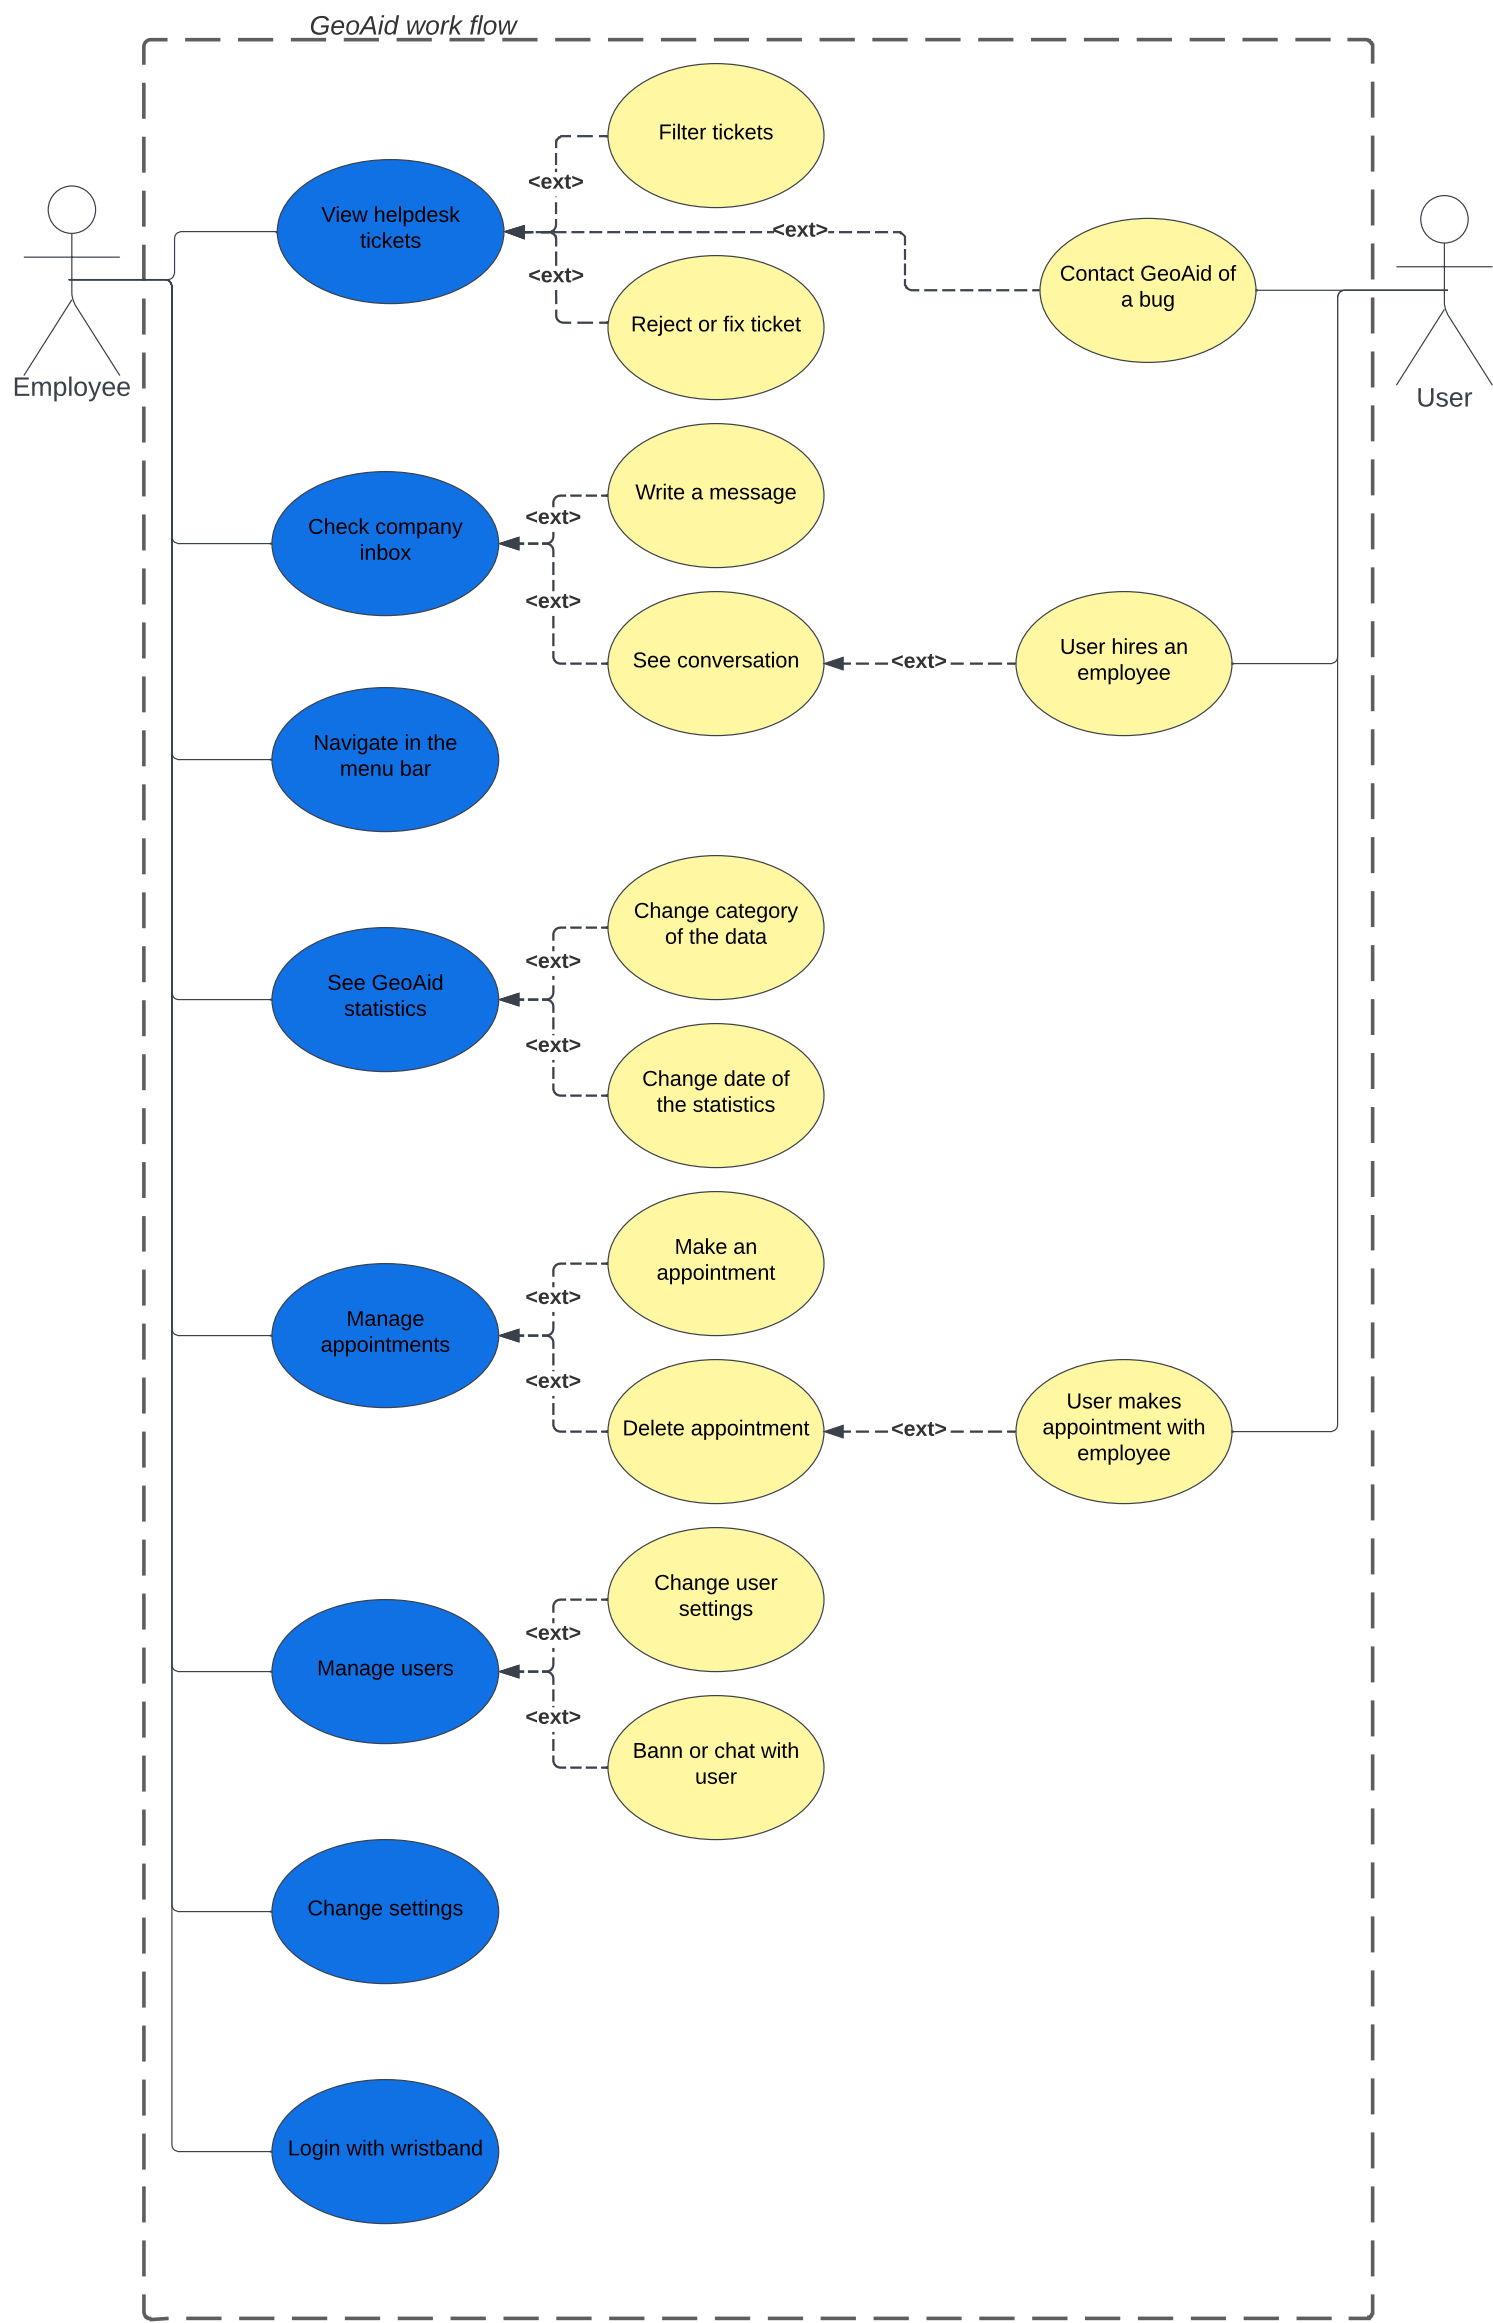 GeoAid work flow
Filter tickets
<ext>
View helpdesk
tickets
<ext>
<ext>
Contact GeoAid of
a bug
Reject or fix ticket
Employee
User
Write a message
<ext>
Check company
inbox
<ext>
See conversation
<ext>
User hires an
employee
Navigate in the
menu bar
Change category
of the data
<ext>
See GeoAid
statistics
<ext>
Change date of
the statistics
Make an
appointment
<ext>
Manage
appointments
<ext>
Delete appointment
<ext>
User makes
appointment with
employee
Change user
settings
<ext>
Manage users
<ext>
Bann or chat with
user
Change settings
Login with wristband